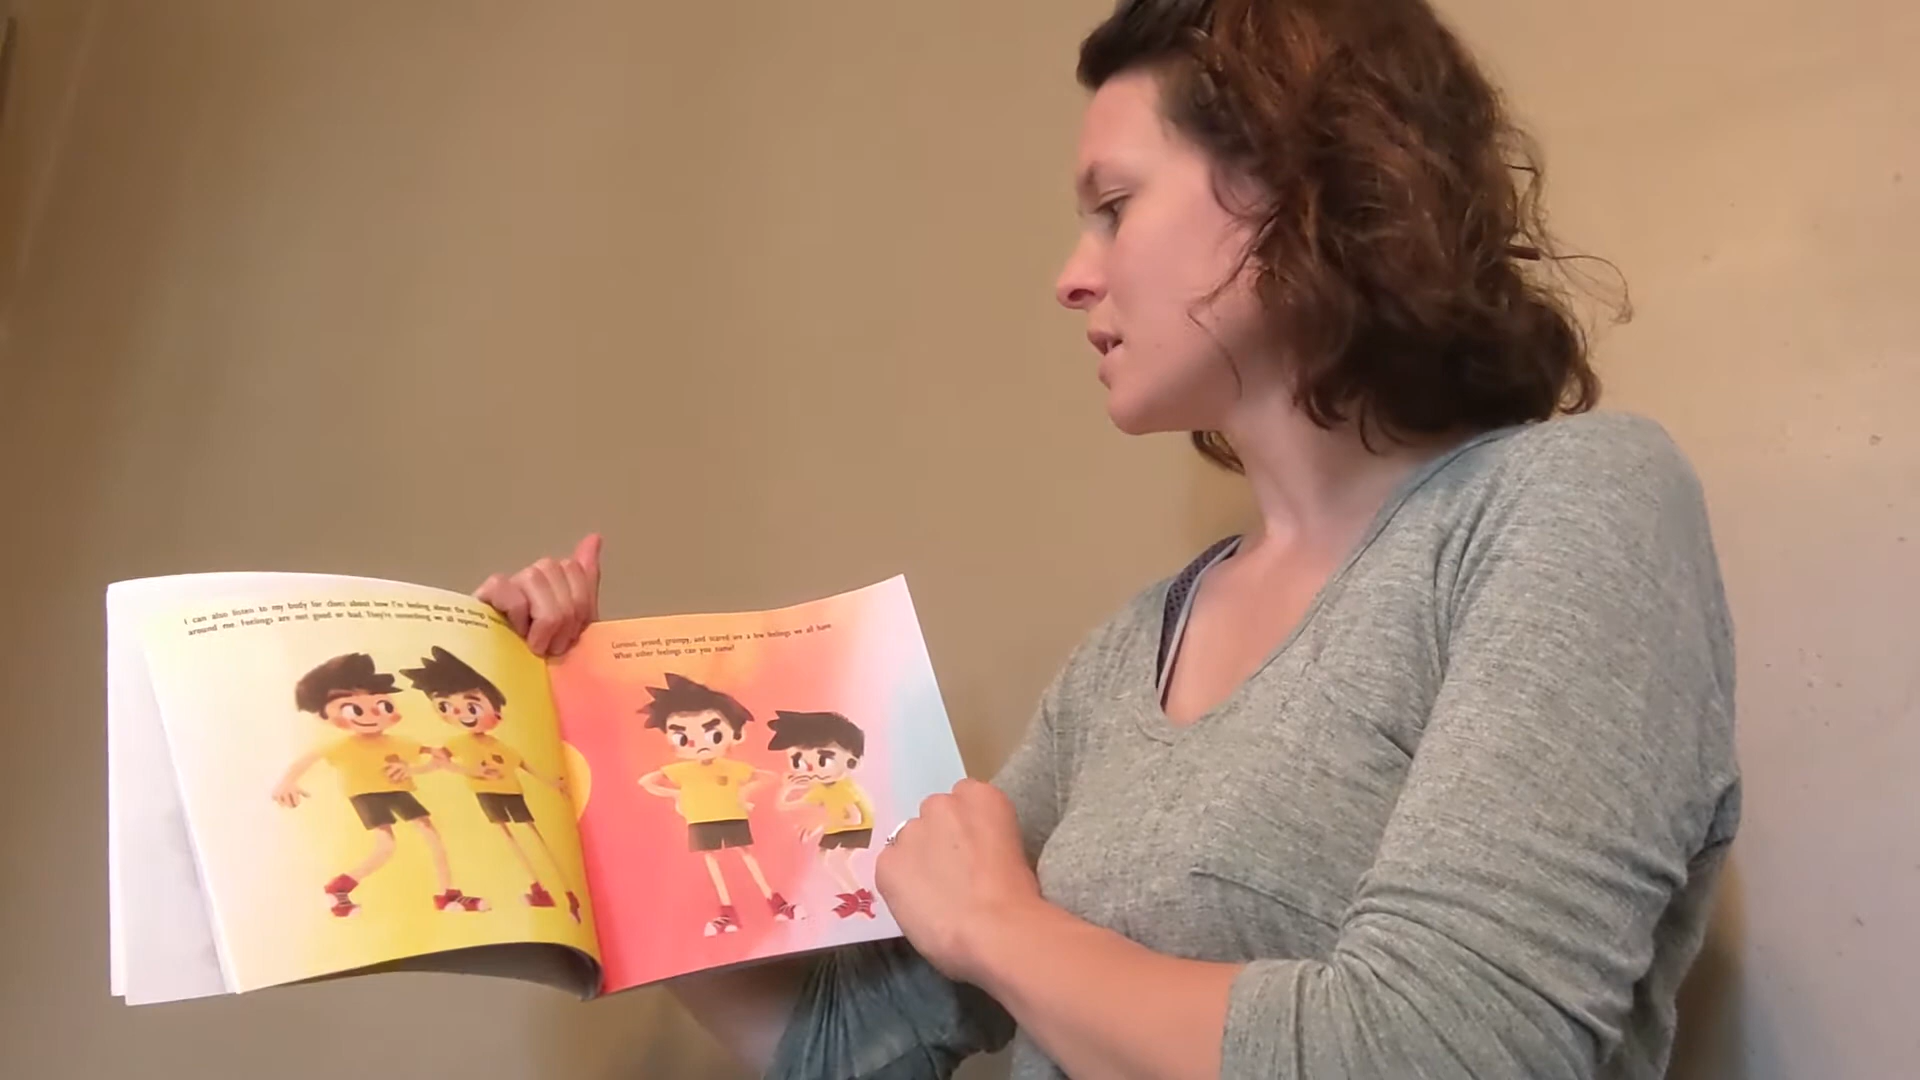 I can also listen to my body for clues about how I'm feeling about the things
around me. Feelings are not good or bad. They're something we all experience.
Curious, proud, grumpy, and scared are a few feelings we all have.
What other feelings can you name?